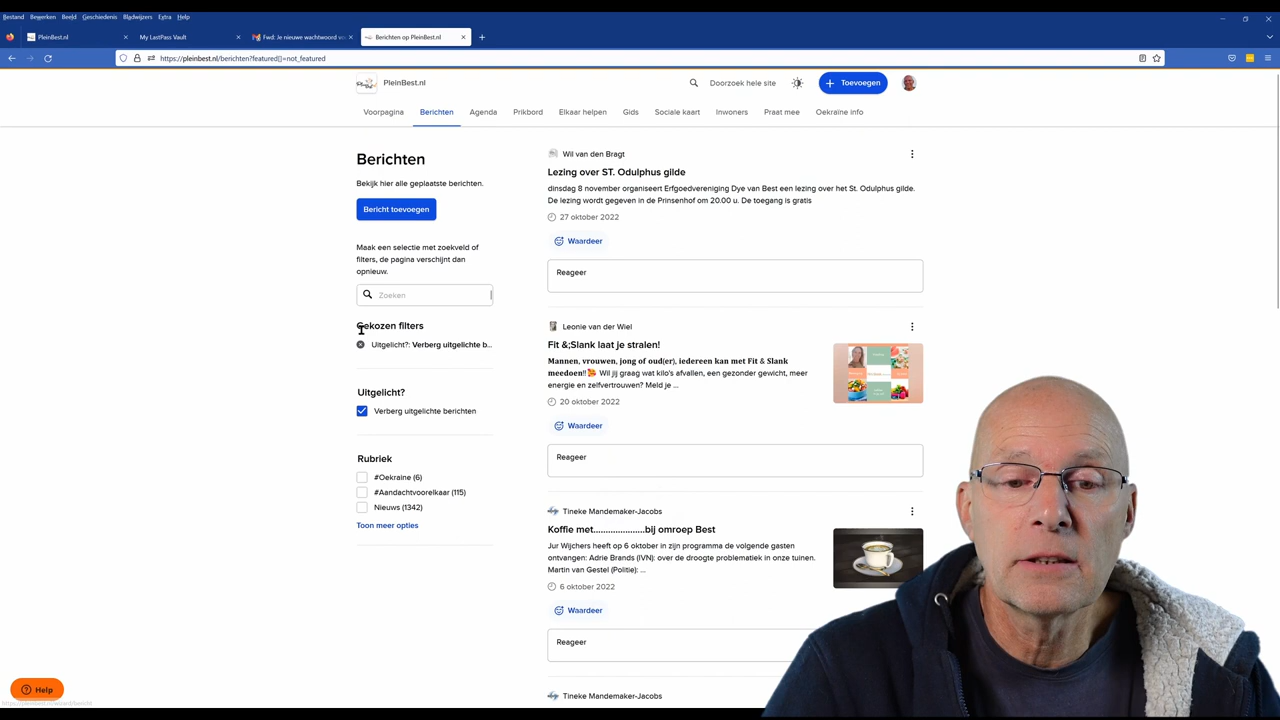 Bestand Bewerken Beeld Geschiedenis Bladwijzers Extra Help
PleinBest.nl
My LastPass Vault
Fwd: Je nieuwe wachtwoord vo
Berichten op PleinBest.nl
https://pleinbest.nl/berichten?featured[]=not_featured
PleinBest.nl
Doorzoek hele site
Toevoegen
Voorpagina Berichten Agenda Prikbord Elkaar helpen Gids Sociale kaart Inwoners Praat mee Oekraïne info
Berichten
Bekijk hier alle geplaatste berichten.
Bericht toevoegen
Maak een selectie met zoekveld of
filters, de pagina verschijnt dan
opnieuw.
Zoeken
Gekozen filters
Uitgelicht?: Verberg uitgelichte b...
Uitgelicht?
Verberg uitgelichte berichten
Rubriek
#Oekraine (6)
#Aandachtvoorelkaar (115)
Nieuws (1342)
Toon meer opties
Wil van den Bragt
Lezing over ST. Odulphus gilde
dinsdag 8 november organiseert Erfgoedvereniging Dye van Best een lezing over het St. Odulphus gilde.
De lezing wordt gegeven in de Prinsenhof om 20.00 u. De toegang is gratis
27 oktober 2022
Waardeer
Reageer
Leonie van der Wiel
Fit &;Slank laat je stralen!
Mannen, vrouwen, jong of oud(er), iedereen kan met Fit & Slank
meedoen!! Wil jij graag wat kilo's afvallen, een gezonder gewicht, meer
energie en zelfvertrouwen? Meld je ...
20 oktober 2022
Waardeer
Reageer
Tineke Mandemaker-Jacobs
Koffie met.....................bij omroep Best
Jur Wijchers heeft op 6 oktober in zijn programma de volgende gasten
ontvangen: Adrie Brands (IVN): over de droogte problematiek in onze tuinen.
Martin van Gestel (Politie): ...
6 oktober 2022
Waardeer
Reageer
Tineke Mandemaker-Jacobs
Help
https://pleinbest.nl/wizard/bericht